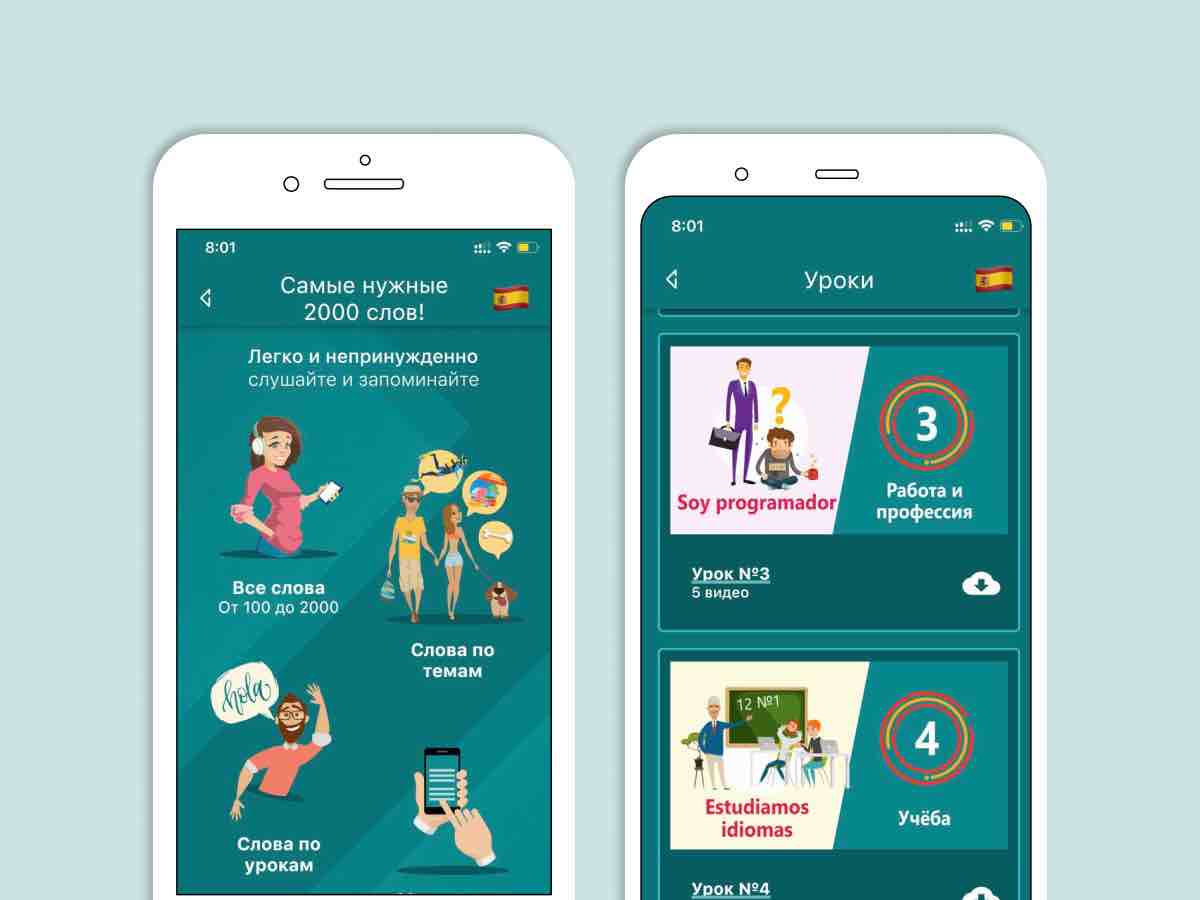 8:01
Самые нужные
2000 слов!
Легко и непринужденно
слушайте и запоминайте
Все слова
От 100 до 2000
Слова по
темам
hola
Слова по
урокам
8:01
Уроки
?
Soy programador
3
Работа и
профессия
Урок №3
5 видео
12 №1
Estudiamos
idiomas
4
Учёба
Урок №4